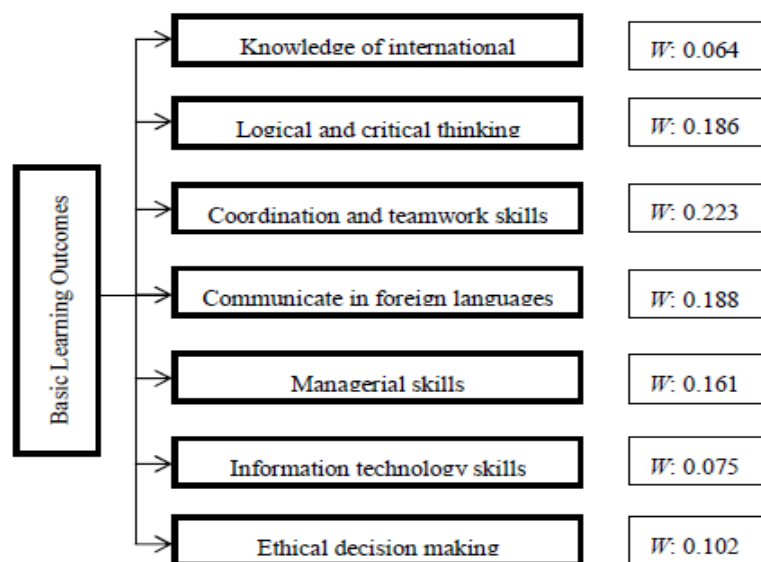 Knowledge of international
W: 0.064
Logical and critical thinking
W: 0.186
Coordination and teamwork skills
W: 0.223
Basic Learning Outcomes
Communicate in foreign languages
W: 0.188
Managerial skills
W: 0.161
Information technology skills
W: 0.075
Ethical decision making
W: 0.102